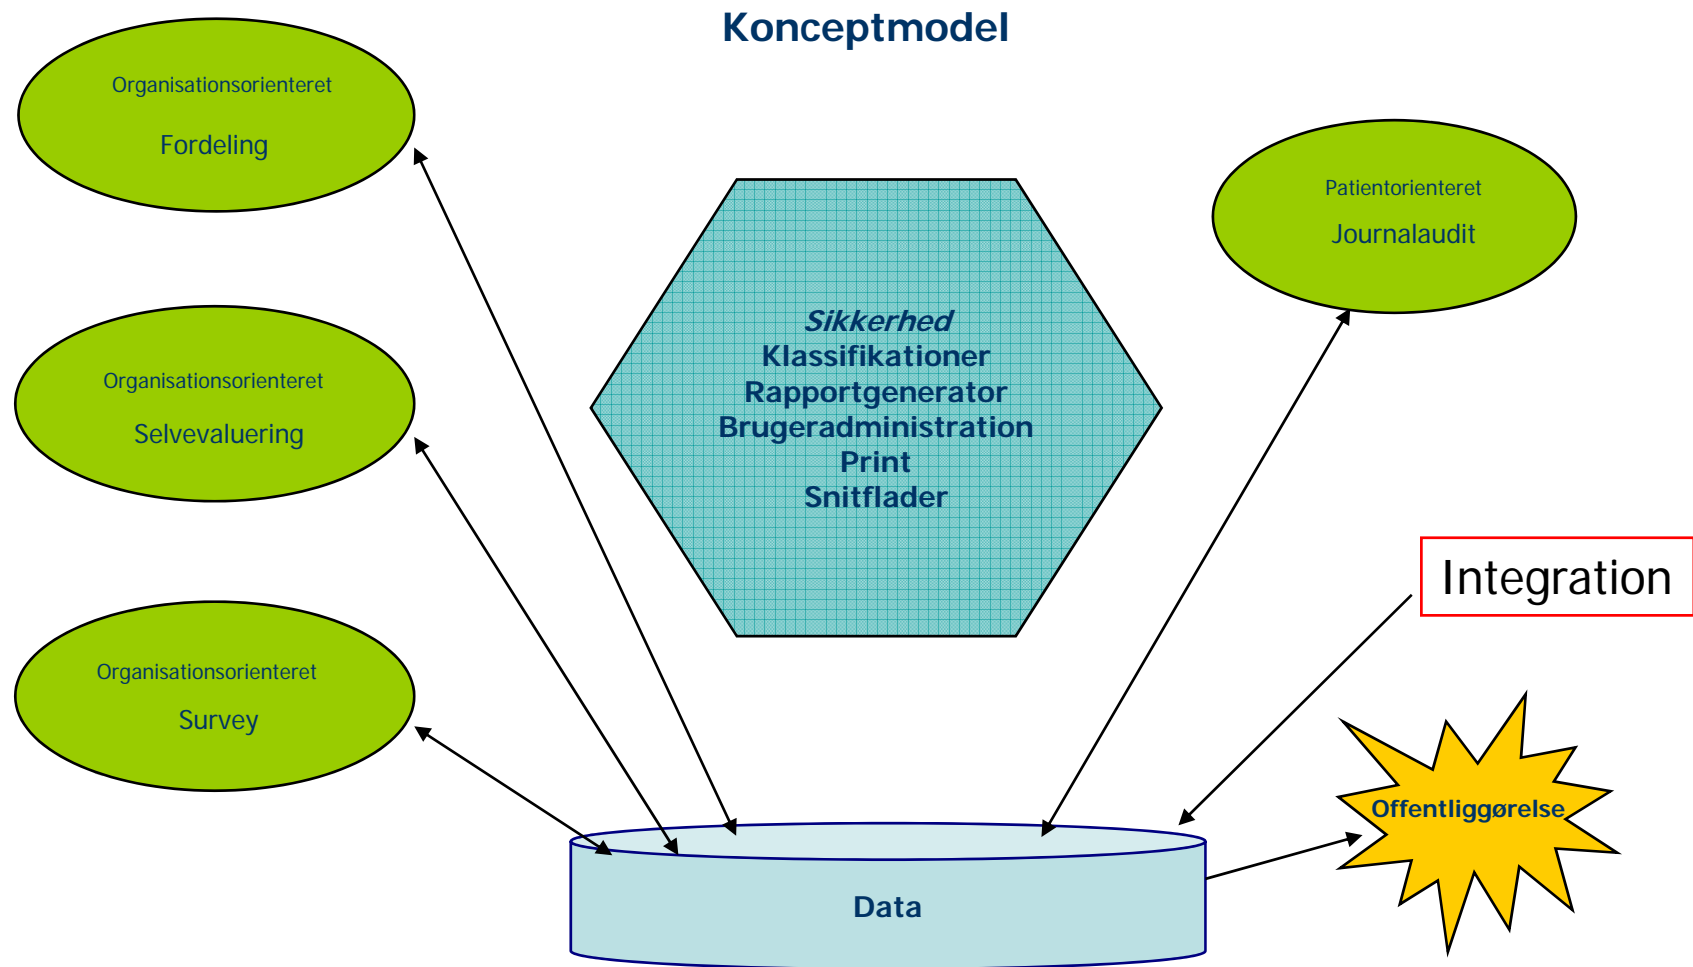 Konceptmodel
Organisationsorienteret
Fordeling
Patientorienteret
Journalaudit
Sikkerhed
Klassifikationer
Rapportgenerator
Brugeradministration
Print
Snitflader
Organisationsorienteret
Selvevaluering
Integration
Organisationsorienteret
Survey
Offentliggørelse
Data